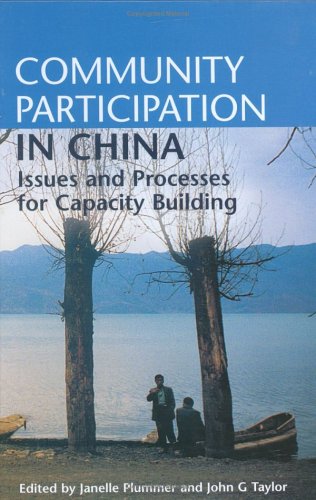 COMMUNITY
PARTICIPATION
IN CHINA
Issues and Processes
for Capacity Building
Edited by Janelle Plummer and John G Taylor